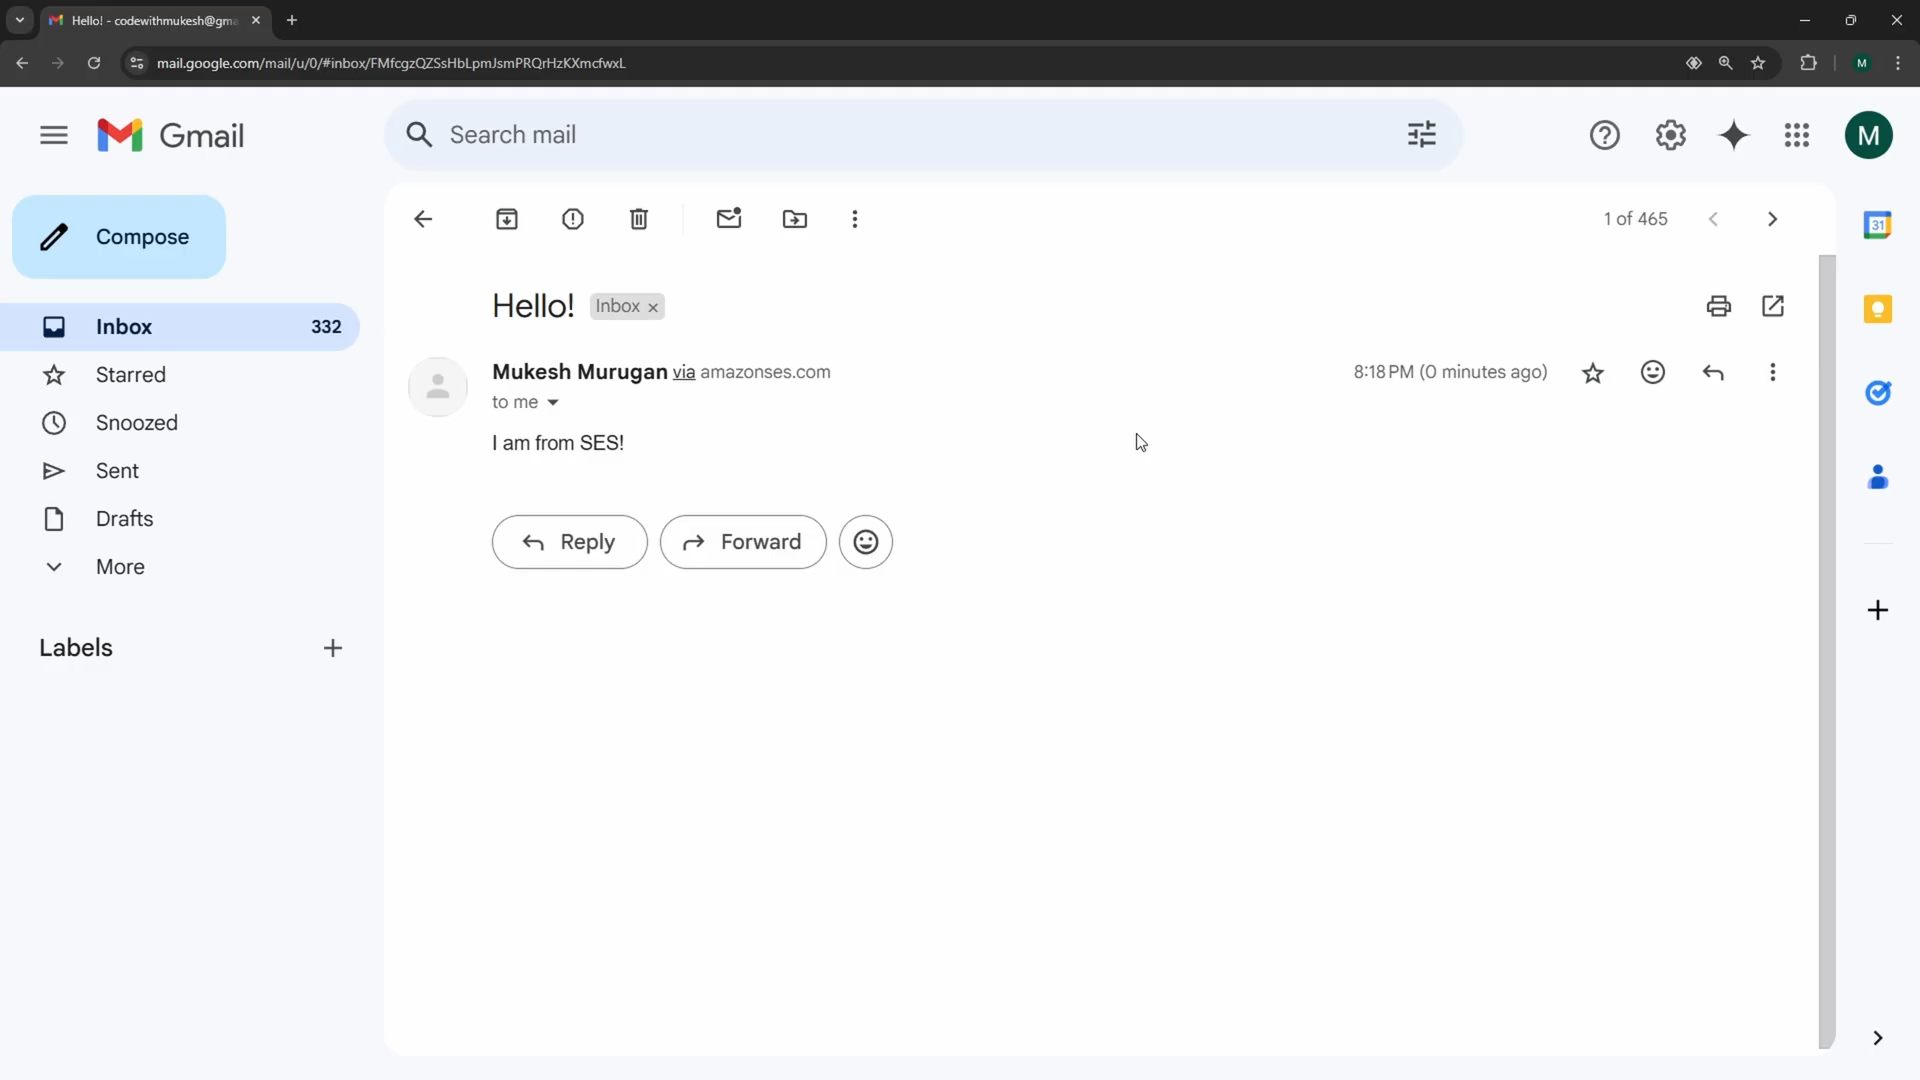 Hello! - codewithmukesh@gma
mail.google.com/mail/u/0/#inbox/FMfcgzQZSsHbLpmJsmPRQrHzKXmcfwxL
M
Gmail
Search mail
M
Compose
1 of 465
31
Inbox 332
Starred
Snoozed
Sent
Drafts
More
Labels
Hello! Inbox
Mukesh Murugan via amazonses.com
8:18 PM (0 minutes ago)
to me
I am from SES!
Reply
Forward